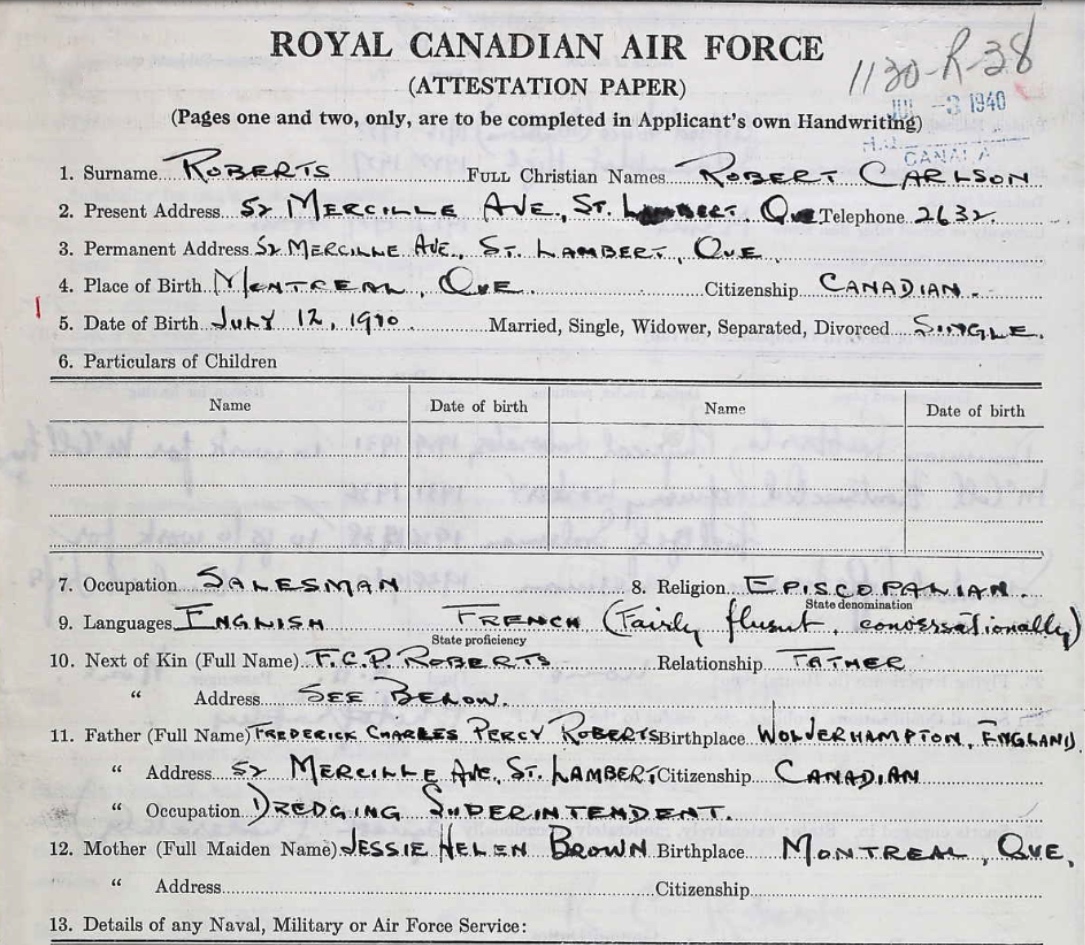 ROYAL CANADIAN AIR FORCE
(ATTESTATION PAPER)
1130-R-38
JUL -3 1940
(Pages one and two, only, are to be completed in Applicant's own Handwriting)
CANADA
1. Surname ROBERTS FULL Christian Names ROBERT CARLSON
2. Present Address 52 MERCILLE AVE., ST. LAMBERT. QUE Telephone 2632
3. Permanent Address 52 MERCILLE AVE., ST. LAMBERT, QUE
4. Place of Birth MONTREAL, QUE Citizenship CANADIAN.
5. Date of Birth JULY 12, 1910. Married, Single, Widower, Separated, Divorced SINGLE.
6. Particulars of Children
Name Date of birth Name Date of birth
7. Occupation SALESMAN 8. Religion EPISCOPALIAN.
State denomination
9. Languages ENGLISH FRENCH (Fairly fluent, conversationally)
State proficiency
10. Next of Kin (Full Name) F.C.P. ROBERTS Relationship FATHER
" Address SEE BELOW.
11. Father (Full Name) FREDERICK CHARLES PERCY ROBERTS Birthplace WOLVERHAMPTON, ENGLAND.
" Address 52 MERCILLE AVE, ST. LAMBERT Citizenship CANADIAN
" Occupation DREDGING SUPERINTENDENT.
12. Mother (Full Maiden Name) JESSIE HELEN BROWN Birthplace MONTREAL, QUE,
" Address Citizenship
13. Details of any Naval, Military or Air Force Service: